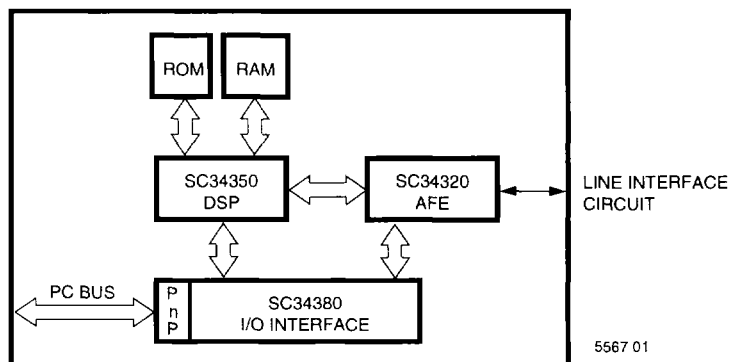 ROM
RAM
SC34350
DSP
SC34320
AFE
LINE INTERFACE
CIRCUIT
PC BUS
P
n
P
SC34380
I/O INTERFACE
5567 01